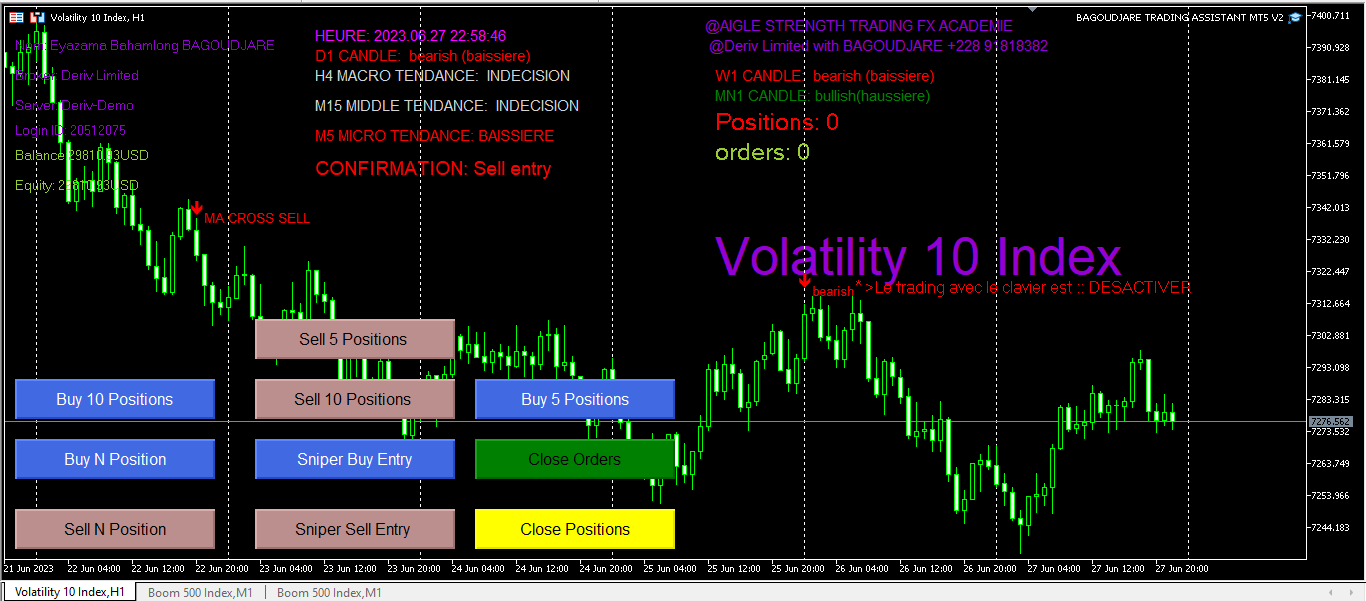 Volatility 10 Index, H1
BAGOUDJARE TRADING ASSISTANT MT5 V2
Eyazama Bahamlong BAGOUDJARE
Broker: Deriv Limited
Server: Deriv-Demo
Login ID: 20512075
Balance: 29810.93USD
Equity: 29810.93USD
HEURE: 2023.06.27 22:58:46
D1 CANDLE: bearish (baissiere)
H4 MACRO TENDANCE: INDECISION
M15 MIDDLE TENDANCE: INDECISION
M5 MICRO TENDANCE: BAISSIERE
CONFIRMATION: Sell entry
@AIGLE STRENGTH TRADING FX ACADEMIE
@Deriv Limited with BAGOUDJARE +228 91818382
W1 CANDLE: bearish (baissiere)
MN1 CANDLE: bullish(haussiere)
Positions: 0
orders: 0
MA CROSS SELL
Volatility 10 Index
bearish* >Le trading avec le clavier est :: DESACTIVER
Sell 5 Positions
Buy 10 Positions
Sell 10 Positions
Buy 5 Positions
Buy N Position
Sniper Buy Entry
Close Orders
Sell N Position
Sniper Sell Entry
Close Positions
7400.711
7390.928
7381.145
7371.362
7361.579
7351.796
7342.013
7332.230
7322.447
7312.664
7302.881
7293.098
7283.315
7276.562
7273.532
7263.749
7253.966
7244.183
21 Jun 2023
22 Jun 04:00
22 Jun 12:00
22 Jun 20:00
23 Jun 04:00
23 Jun 12:00
23 Jun 20:00
24 Jun 04:00
24 Jun 12:00
24 Jun 20:00
25 Jun 04:00
25 Jun 12:00
25 Jun 20:00
26 Jun 04:00
26 Jun 12:00
26 Jun 20:00
27 Jun 04:00
27 Jun 12:00
27 Jun 20:00
Volatility 10 Index,H1
Boom 500 Index,M1
Boom 500 Index,M1